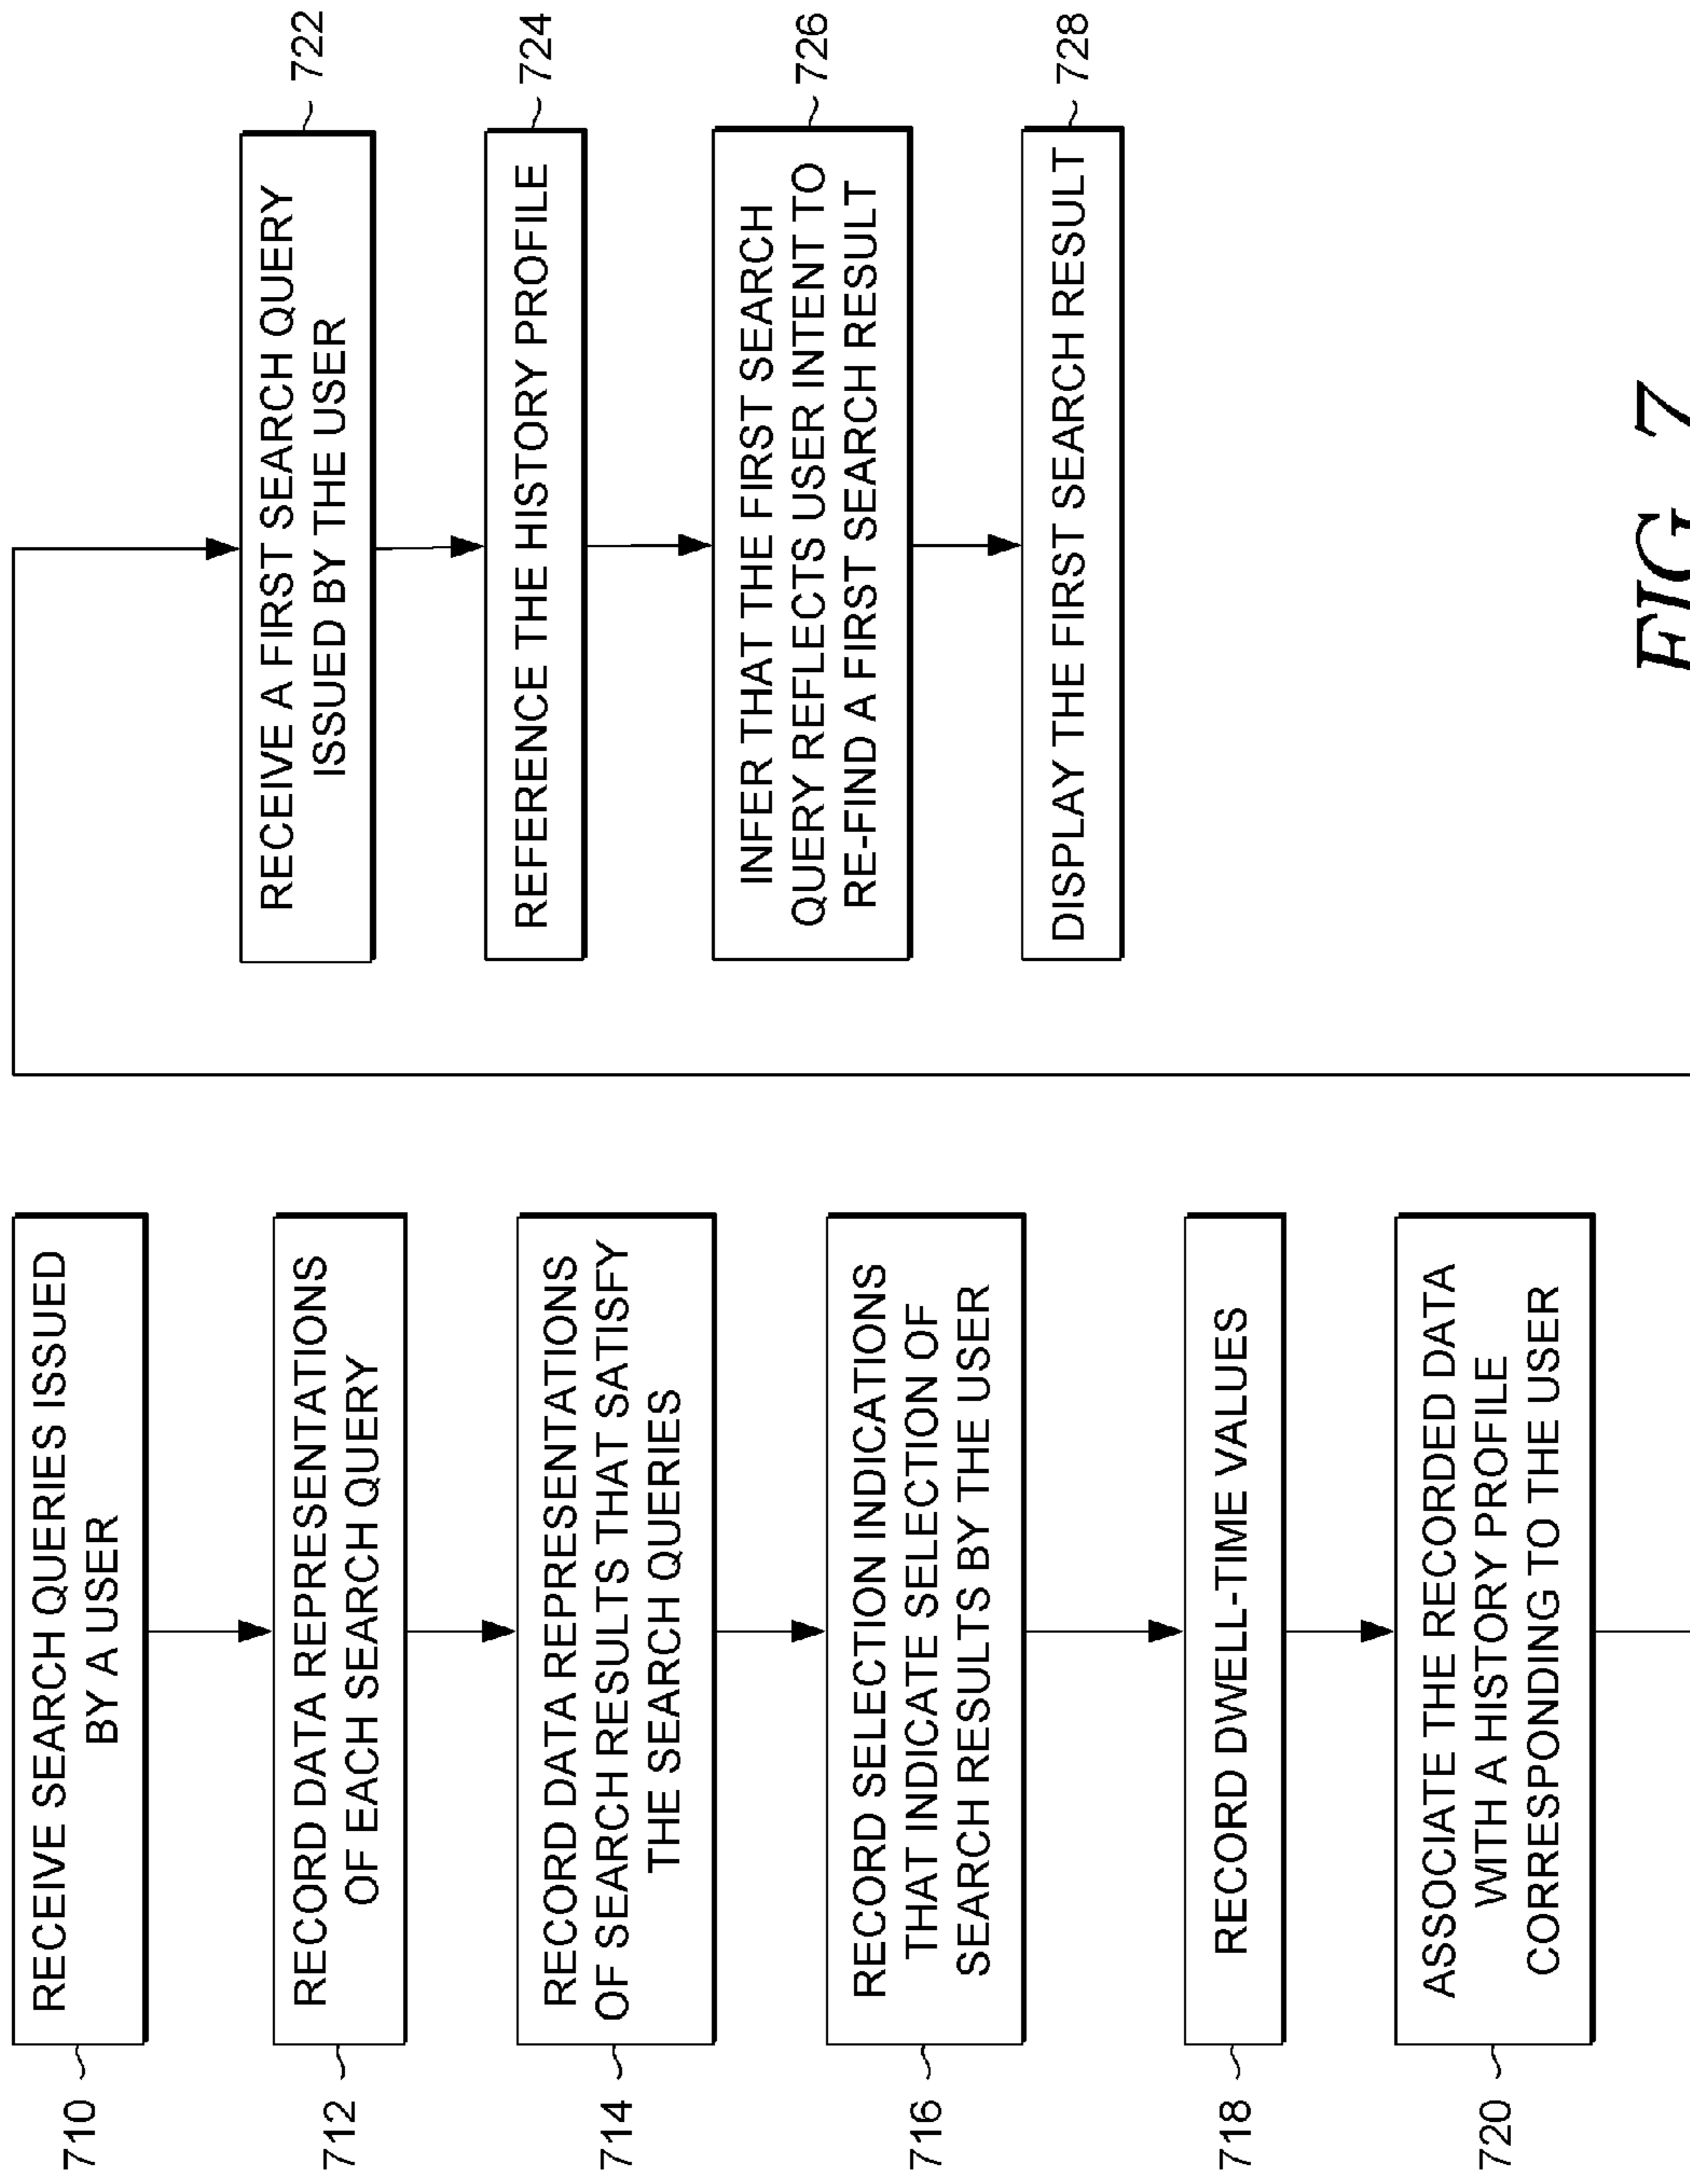 710
RECEIVE SEARCH QUERIES ISSUED
BY A USER
712
RECORD DATA REPRESENTATIONS
OF EACH SEARCH QUERY
714
RECORD DATA REPRESENTATIONS
OF SEARCH RESULTS THAT SATISFY
THE SEARCH QUERIES
716
RECORD SELECTION INDICATIONS
THAT INDICATE SELECTION OF
SEARCH RESULTS BY THE USER
718
RECORD DWELL-TIME VALUES
720
ASSOCIATE THE RECORDED DATA
WITH A HISTORY PROFILE
CORRESPONDING TO THE USER
RECEIVE A FIRST SEARCH QUERY
ISSUED BY THE USER
722
REFERENCE THE HISTORY PROFILE
724
INFER THAT THE FIRST SEARCH
QUERY REFLECTS USER INTENT TO
RE-FIND A FIRST SEARCH RESULT
726
DISPLAY THE FIRST SEARCH RESULT
728
FIG. 7